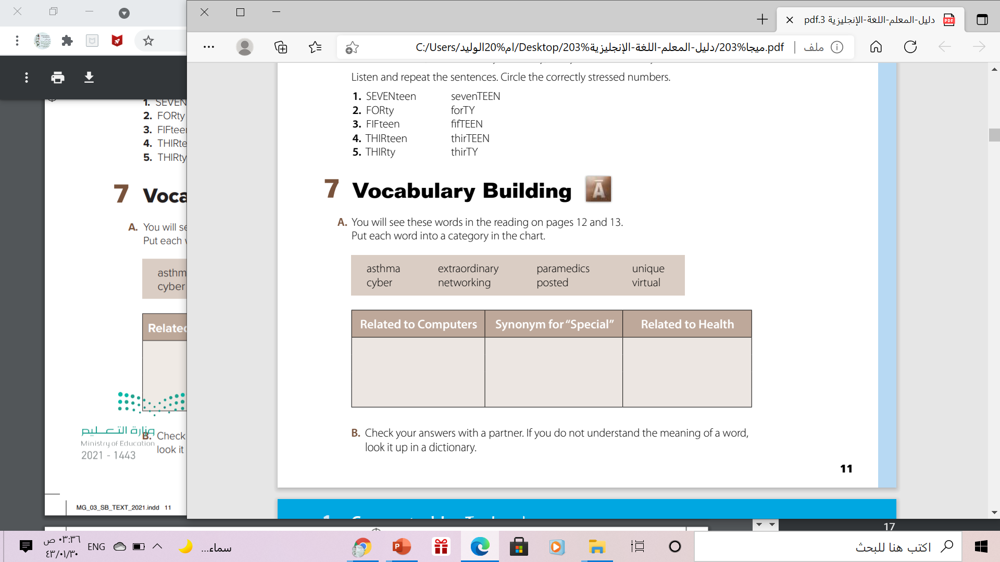 دليل-المعلم-اللغة-الإنجليزية 3.pdf
ملف
C:/Users/ام%20الوليد/Desktop/ميجا%203/دليل-المعلم-اللغة-الإنجليزية%203.pdf
Listen and repeat the sentences. Circle the correctly stressed numbers.
1. SEVENteen sevenTEEN
2. FORty forTY
3. FIFteen fifTEEN
4. THIRteen thirTEEN
5. THIRty thirTY
7 Vocabulary Building
A. You will see these words in the reading on pages 12 and 13.
Put each word into a category in the chart.
asthma extraordinary paramedics unique
cyber networking posted virtual
Related to Computers Synonym for “Special” Related to Health
B. Check your answers with a partner. If you do not understand the meaning of a word,
look it up in a dictionary.
11
1. SEVEN
2. FORty
3. FIFtee
4. THIRte
5. THIRty
7 Voca
A. You will se
Put each
asthm
cyber
Related
وزارة التعليم
Ministry of Education
2021 - 1443
B. Check
look it
MG_03_SB_TEXT_2021.indd 11
17
٠٣:٣٦ ص
٤٣/٠١/٣٠
ENG
سماء...
اكتب هنا للبحث